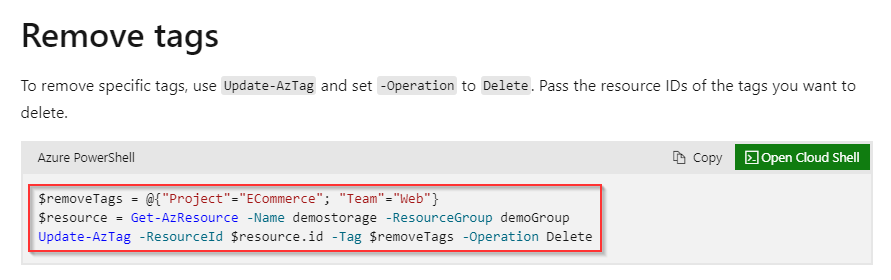 Remove tags
To remove specific tags, use Update-AzTag and set -Operation to Delete. Pass the resource IDs of the tags you want to
delete.
Azure PowerShell
Copy
Open Cloud Shell
$removeTags = @{"Project"="ECommerce"; "Team"="Web"}
$resource = Get-AzResource -Name demostorage -ResourceGroup demoGroup
Update-AzTag -ResourceId $resource.id -Tag $removeTags -Operation Delete